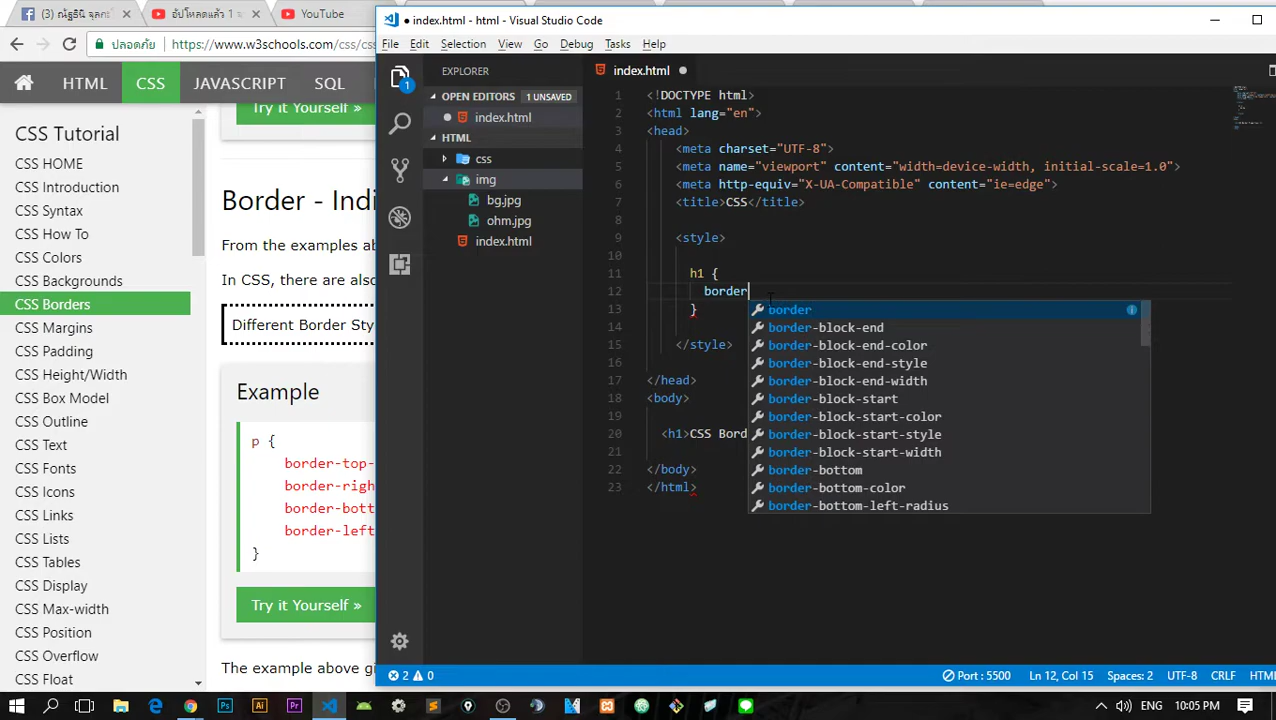 (3) ณัฐธินี
อัปโหลดแล้ว 1
YouTube
ปลอดภัย
https://www.w3schools.com/css/css
HTML
CSS
JAVASCRIPT
SQL
Try it Yourself »
CSS Tutorial
CSS HOME
CSS Introduction
CSS Syntax
CSS How To
CSS Colors
CSS Backgrounds
CSS Borders
CSS Margins
CSS Padding
CSS Height/Width
CSS Box Model
CSS Outline
CSS Text
CSS Fonts
CSS Icons
CSS Links
CSS Lists
CSS Tables
CSS Display
CSS Max-width
CSS Position
CSS Overflow
CSS Float
Border - Indi
From the examples ab
In CSS, there are also
Different Border Sty
Example
p {
border-top-
border-righ
border-bott
border-left
}
Try it Yourself »
The example above gi
index.html - html - Visual Studio Code
File Edit Selection View Go Debug Tasks Help
EXPLORER
OPEN EDITORS 1 UNSAVED
index.html
HTML
css
img
bg.jpg
ohm.jpg
index.html
1
index.html
1 <!DOCTYPE html>
2 <html lang="en">
3 <head>
4 <meta charset="UTF-8">
5 <meta name="viewport" content="width=device-width, initial-scale=1.0">
6 <meta http-equiv="X-UA-Compatible" content="ie=edge">
7 <title>CSS</title>
8
9 <style>
10
11 h1 {
12 border
13 }
14
15 </style>
16
17 </head>
18 <body>
19
20 <h1>CSS Bord
21
22 </body>
23 </html>
border
border-block-end
border-block-end-color
border-block-end-style
border-block-end-width
border-block-start
border-block-start-color
border-block-start-style
border-block-start-width
border-bottom
border-bottom-color
border-bottom-left-radius
2 0
Port : 5500
Ln 12, Col 15
Spaces: 2
UTF-8
CRLF
HTML
Ps
Ai
Pr
ENG
10:05 PM